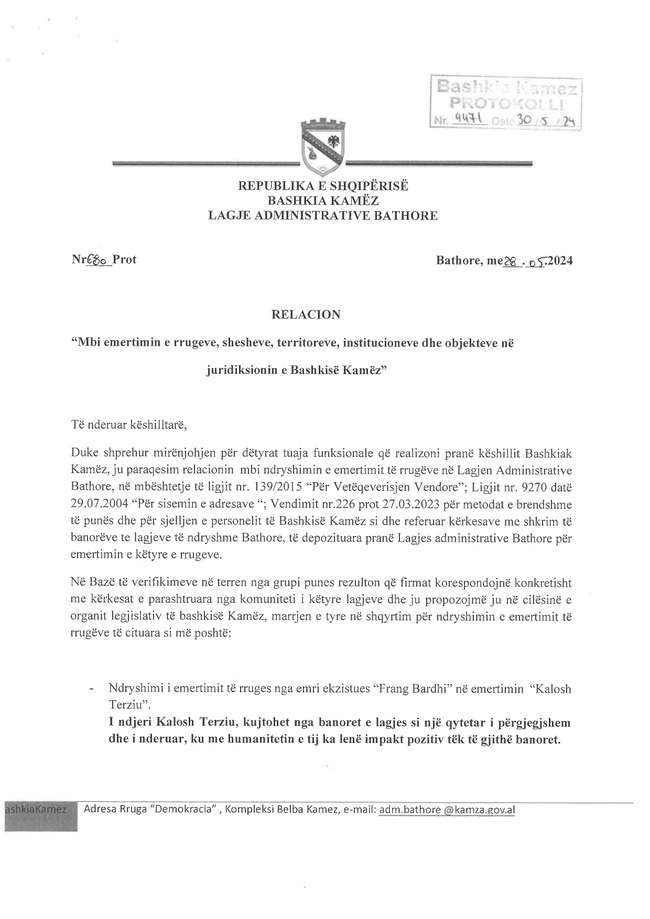 Bashkia Kamez
PROTOKOLLI
Nr. 4471 Date 30/5/24
REPUBLIKA E SHQIPËRISË
BASHKIA KAMËZ
LAGJE ADMINISTRATIVE BATHORE
Nr 680 Prot
Bathore, me 28 . 05.2024
RELACION
“Mbi emertimin e rrugeve, shesheve, territoreve, institucioneve dhe objekteve në
juridiksionin e Bashkisë Kamëz”
Të nderuar këshilltarë,
Duke shprehur mirënjohjen për dëtyrat tuaja funksionale që realizoni pranë këshillit Bashkiak
Kamëz, ju paraqesim relacionin mbi ndryshimin e emertimit të rrugëve në Lagjen Administrative
Bathore, në mbështetje të ligjit nr. 139/2015 “Për Vetëqeverisjen Vendore”; Ligjit nr. 9270 datë
29.07.2004 “Për sisemin e adresave “; Vendimit nr.226 prot 27.03.2023 për metodat e brendshme
të punës dhe për sjelljen e personelit të Bashkisë Kamëz si dhe referuar kërkesave me shkrim të
banorëve te lagjeve të ndryshme Bathore, të depozituara pranë Lagjes administrative Bathore për
emertimin e këtyre e rrugeve.
Në Bazë të verifikimeve në terren nga grupi punes rezulton që firmat korespondojnë konkretisht
me kërkesat e parashtruara nga komuniteti i këtyre lagjeve dhe ju propozojmë ju në cilësinë e
organit legjislativ të bashkisë Kamëz, marrjen e tyre në shqyrtim për ndryshimin e emertimit të
rrugëve të cituara si më poshtë:
- Ndryshimi i emertimit të rruges nga emri ekzistues “Frang Bardhi” në emertimin “Kalosh
Terziu”.
I ndjeri Kalosh Terziu, kujtohet nga banoret e lagjes si një qytetar i përgjegjshem
dhe i nderuar, ku me humanitetin e tij ka lenë impakt pozitiv tëk të gjithë banoret.
ashkiaKamëz
Adresa Rruga “Demokracia” , Kompleksi Belba Kamez, e-mail: adm.bathore @kamza.gov.al